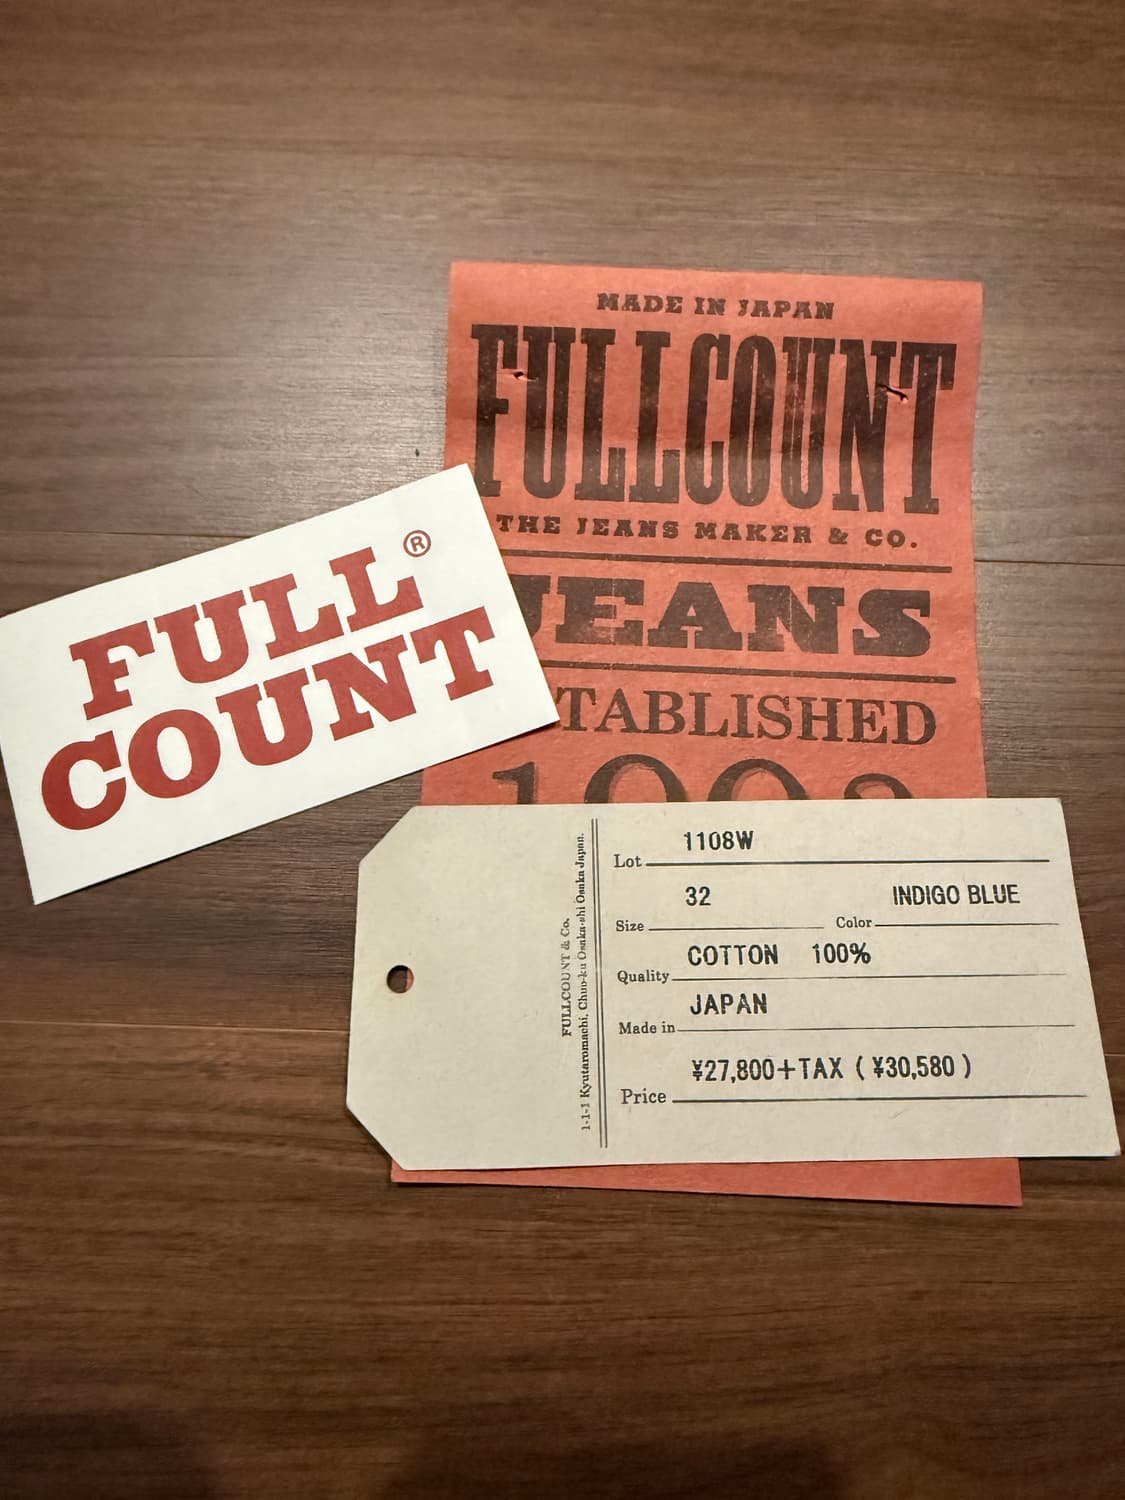 MADE IN JAPAN
FULLCOUNT
THE JEANS MAKER & CO.
JEANS
ESTABLISHED
FULL®
COUNT
FULLCOUNT & Co.
1-1-1 Kyutaromachi, Chuo-ku Osaka-shi Osaka Japan.
Lot 1108W
Size 32 Color INDIGO BLUE
Quality COTTON 100%
Made in JAPAN
Price ¥27,800+TAX ( ¥30,580 )